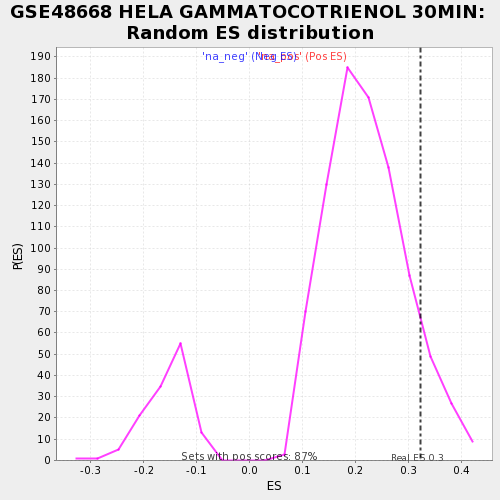 GSE48668 HELA GAMMATOCOTRIENOL 30MIN:
Random ES distribution
'na_neg' (Neg ES) 'na_pos' (Pos ES)
190
180
170
160
150
140
130
120
110
100
90
80
70
60
50
40
30
20
10
0
P(ES)
Sets with pos scores: 87%
Real ES 0.3
-0.3 -0.2 -0.1 0.0 0.1 0.2 0.3 0.4
ES